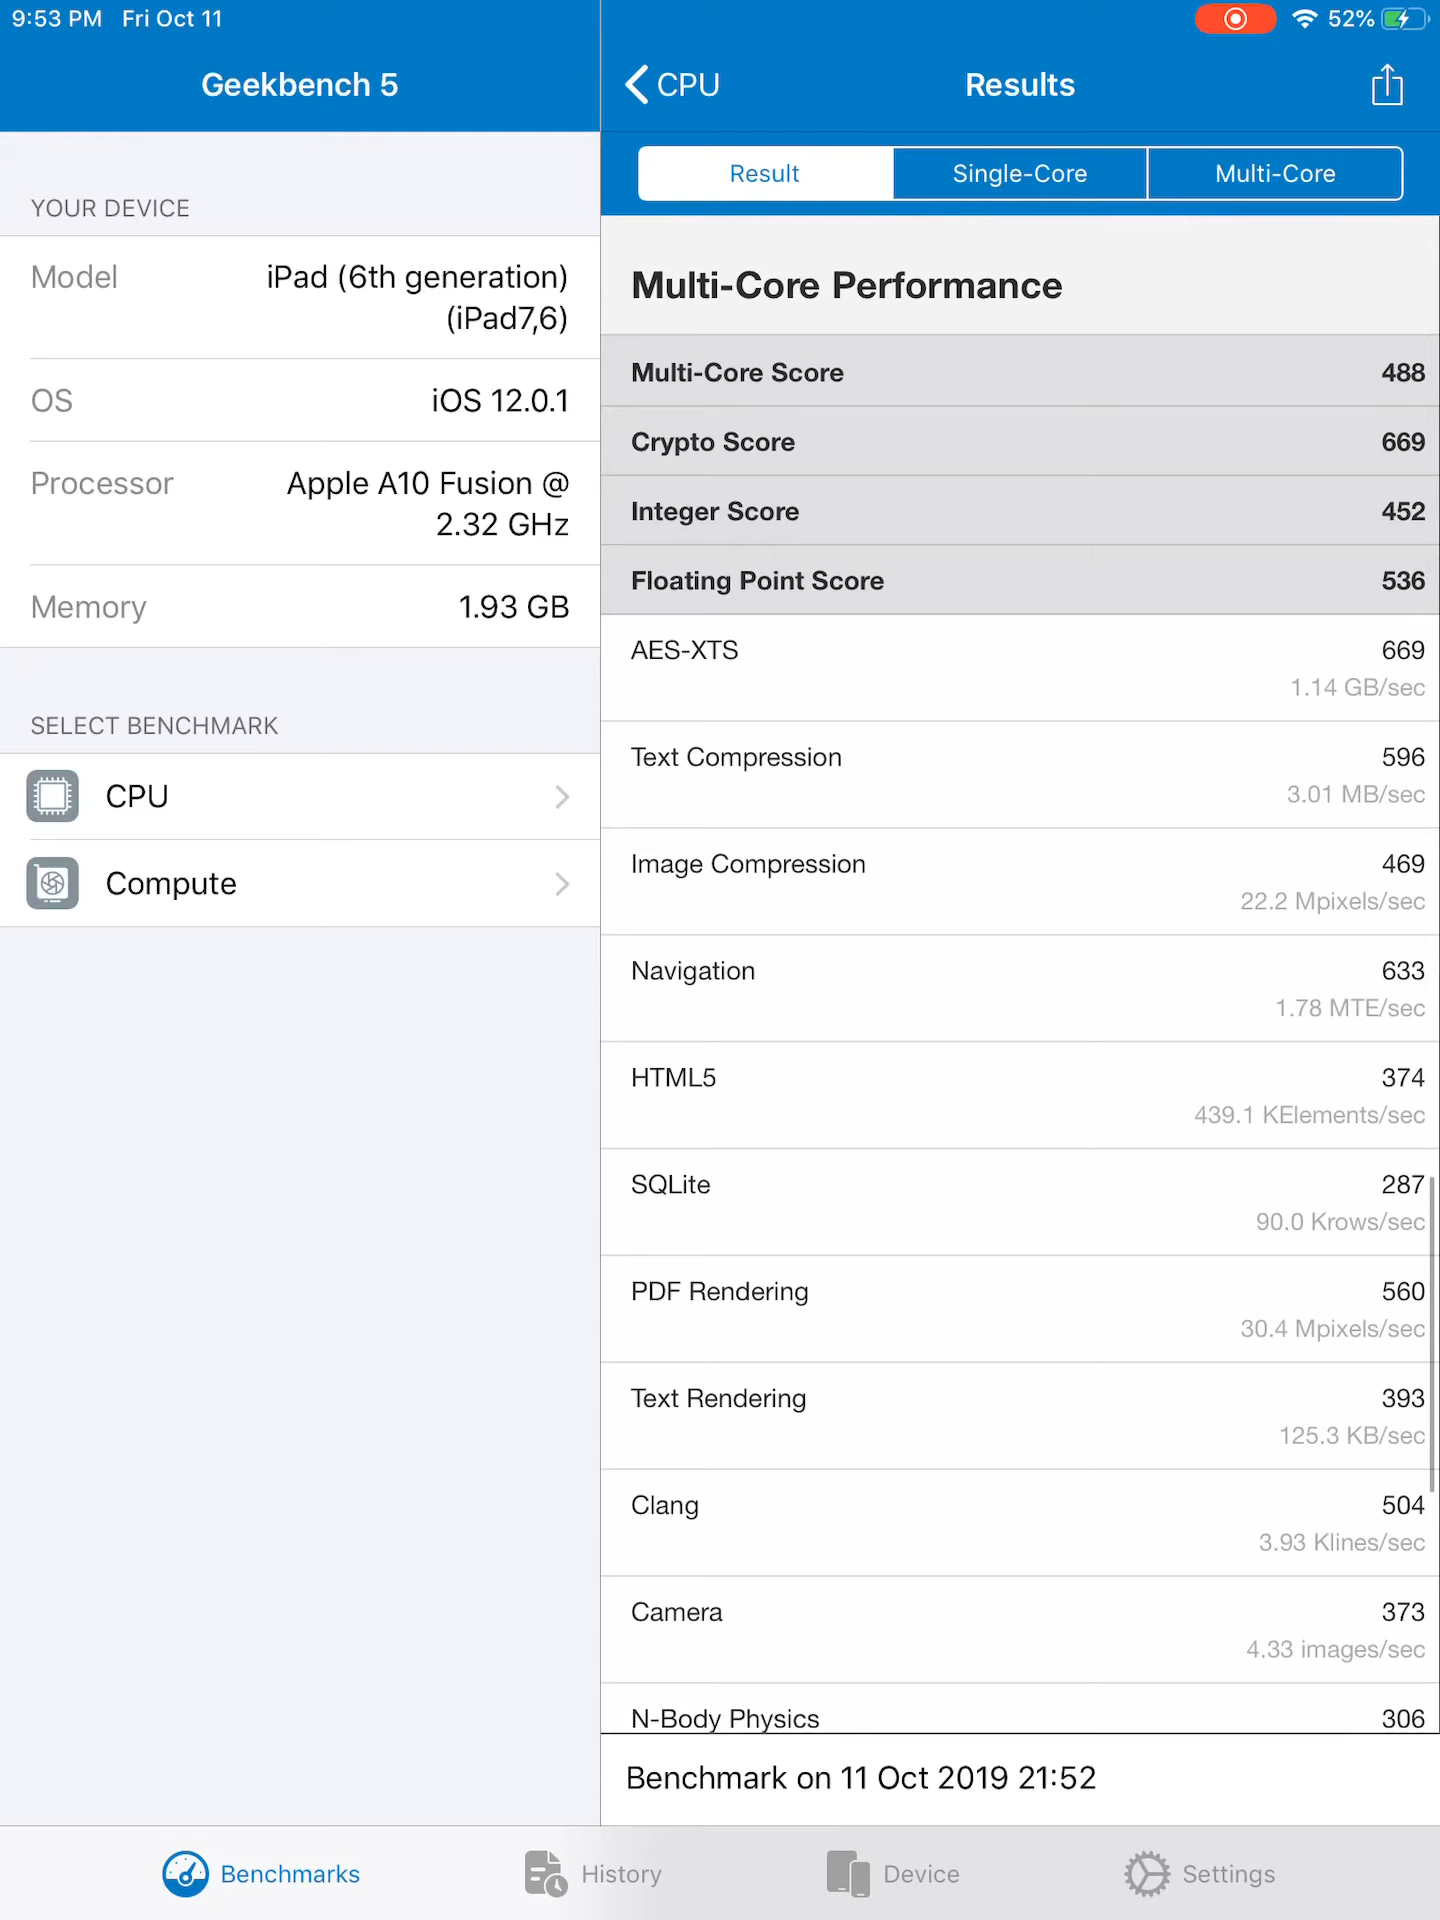 9:53 PM Fri Oct 11
52%
Geekbench 5
YOUR DEVICE
Model iPad (6th generation)
(iPad7,6)
OS iOS 12.0.1
Processor Apple A10 Fusion @
2.32 GHz
Memory 1.93 GB
SELECT BENCHMARK
CPU
Compute
CPU Results
Result Single-Core Multi-Core
Multi-Core Performance
Multi-Core Score 488
Crypto Score 669
Integer Score 452
Floating Point Score 536
AES-XTS 669
1.14 GB/sec
Text Compression 596
3.01 MB/sec
Image Compression 469
22.2 Mpixels/sec
Navigation 633
1.78 MTE/sec
HTML5 374
439.1 KElements/sec
SQLite 287
90.0 Krows/sec
PDF Rendering 560
30.4 Mpixels/sec
Text Rendering 393
125.3 KB/sec
Clang 504
3.93 Klines/sec
Camera 373
4.33 images/sec
N-Body Physics 306
Benchmark on 11 Oct 2019 21:52
Benchmarks History Device Settings